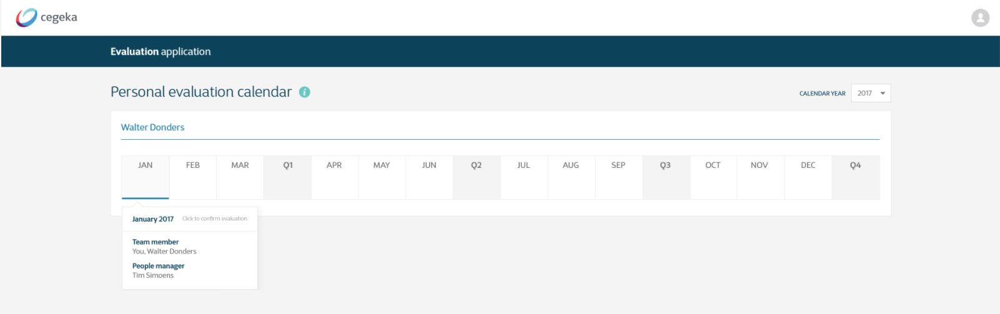 cegeka
Evaluation application
Personal evaluation calendar i
CALENDAR YEAR 2017
Walter Donders
JAN FEB MAR Q1 APR MAY JUN Q2 JUL AUG SEP Q3 OCT NOV DEC Q4
January 2017 Click to confirm evaluation
Team member
You, Walter Donders
People manager
Tim Simoens